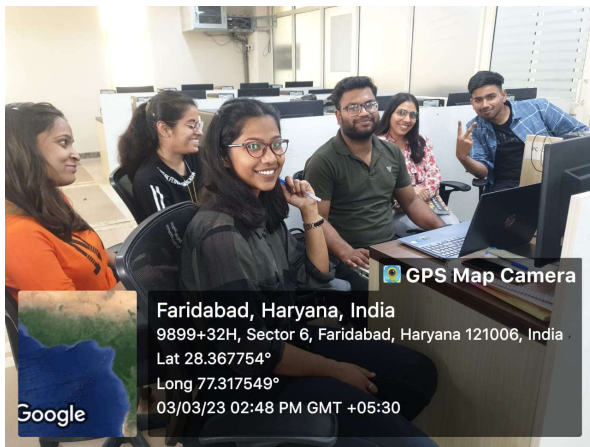 GPS Map Camera
Faridabad, Haryana, India
9899+32H, Sector 6, Faridabad, Haryana 121006, India
Lat 28.367754°
Long 77.317549°
03/03/23 02:48 PM GMT +05:30
Google